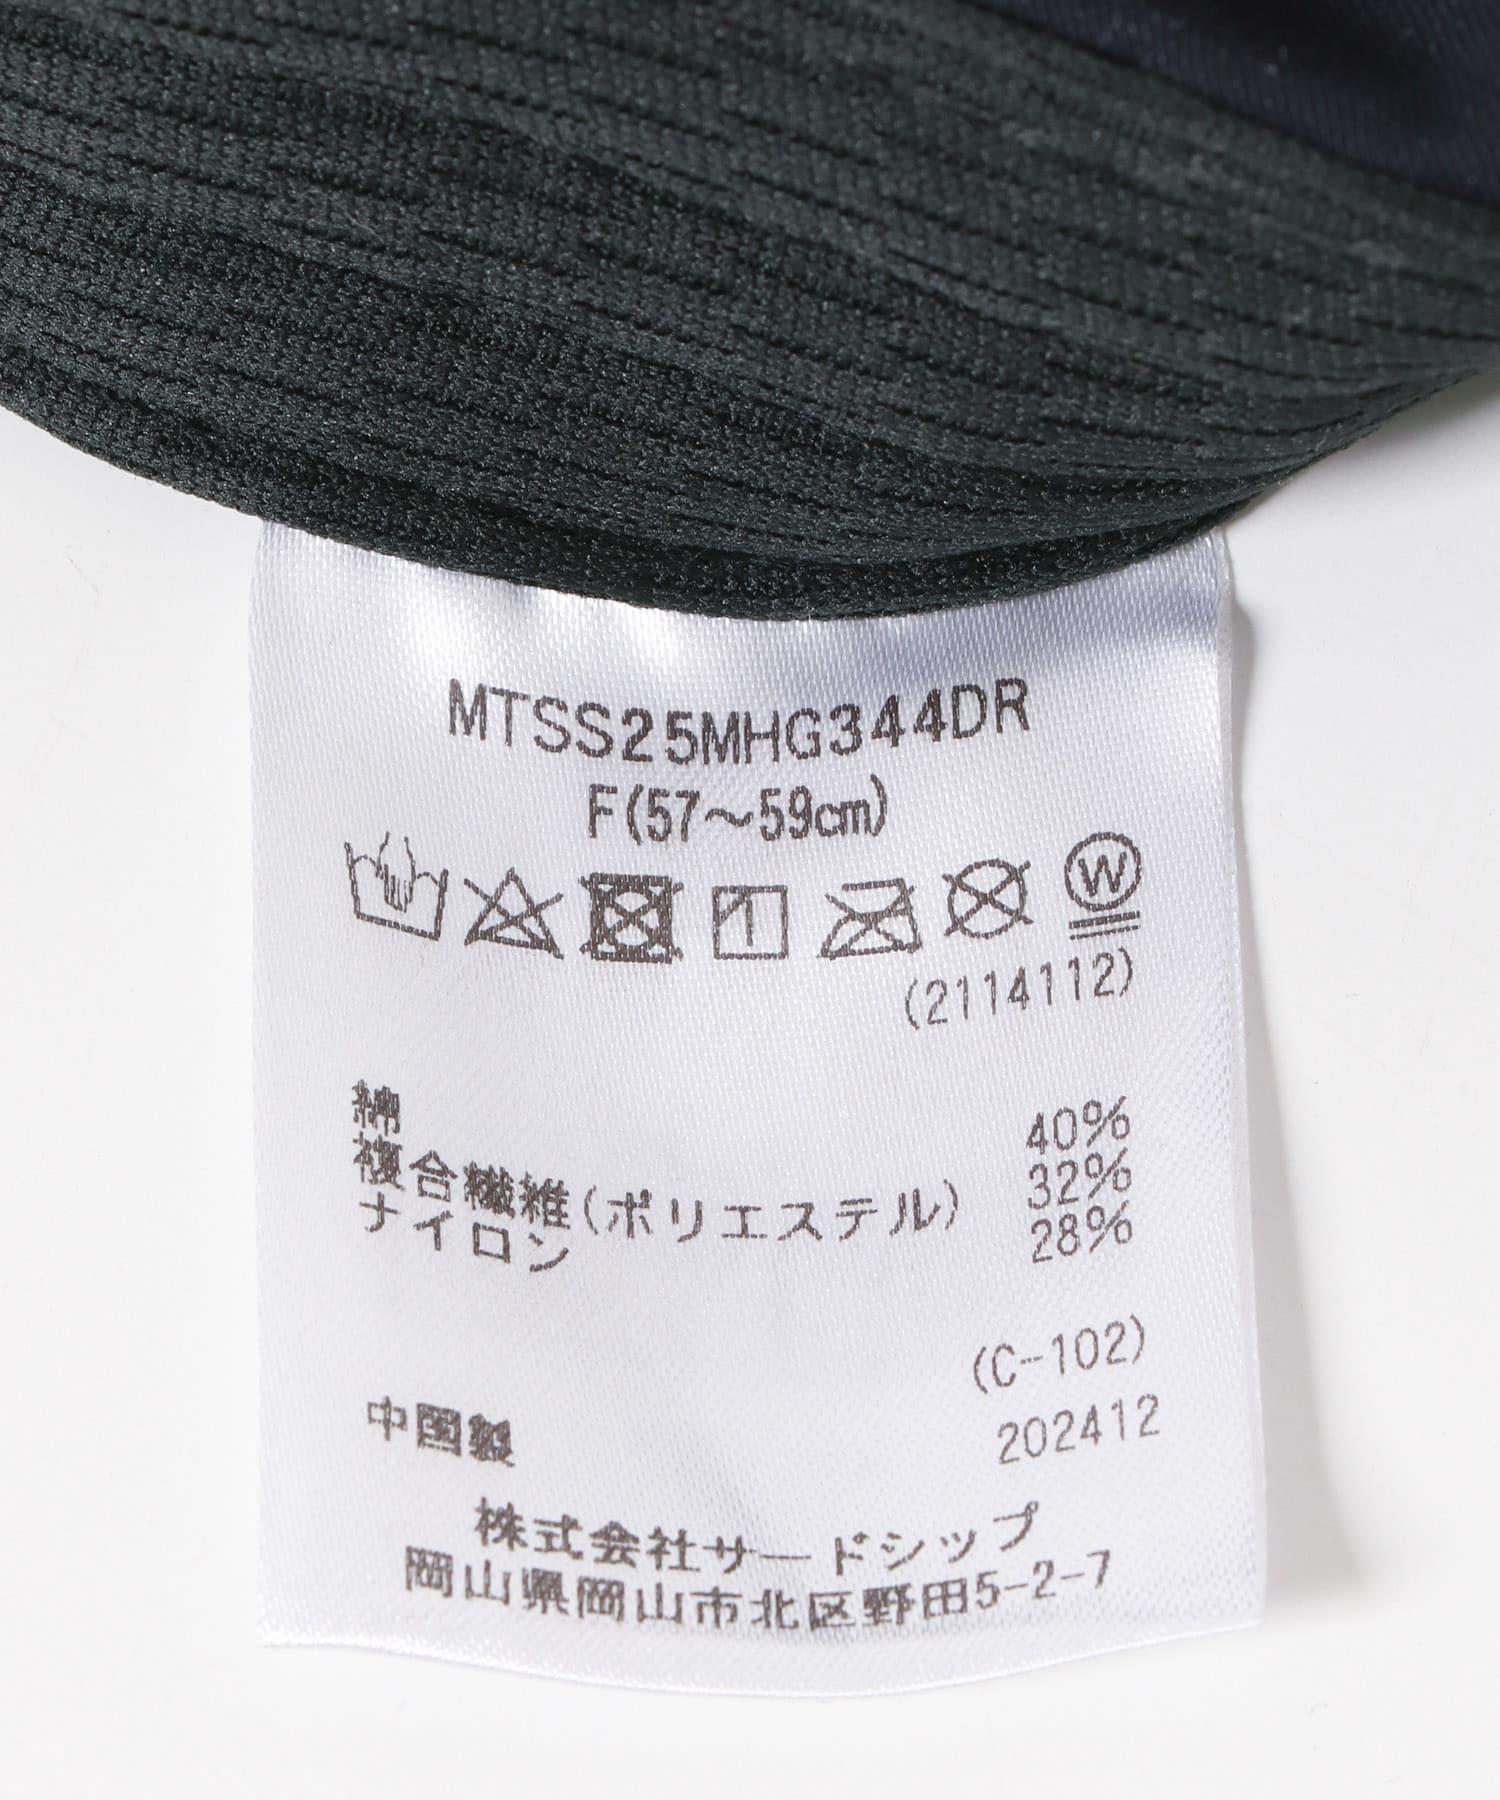 MTSS25MHG344DR
F(57～59cm)
W
(2114112)
綿 40%
複合繊維(ポリエステル) 32%
ナイロン 28%
(C-102)
中国製 202412
株式会社サードシップ
岡山県岡山市北区野田5-2-7